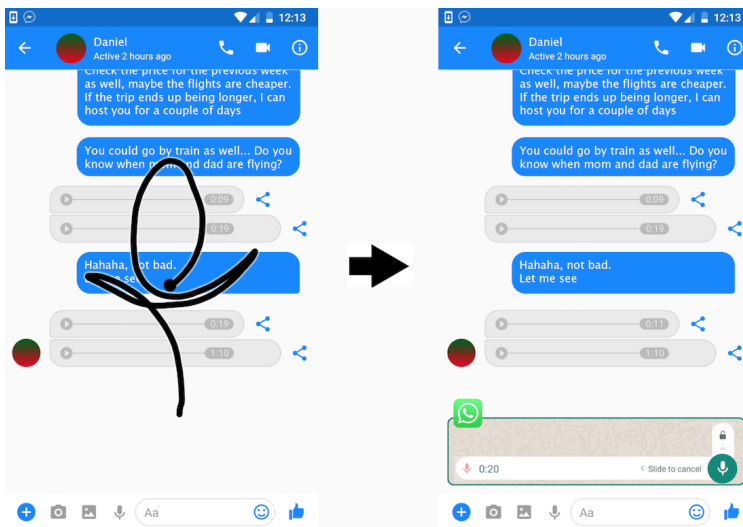 12:13
Daniel
Active 2 hours ago
Check the price for the previous week
as well, maybe the flights are cheaper.
If the trip ends up being longer, I can
host you for a couple of days
You could go by train as well... Do you
know when mom and dad are flying?
0:09
0:19
Hahaha, not bad.
Let me see
0:19
1:10
Aa
12:13
Daniel
Active 2 hours ago
Check the price for the previous week
as well, maybe the flights are cheaper.
If the trip ends up being longer, I can
host you for a couple of days
You could go by train as well... Do you
know when mom and dad are flying?
0:09
0:19
Hahaha, not bad.
Let me see
0:11
1:10
0:20
< Slide to cancel
Aa